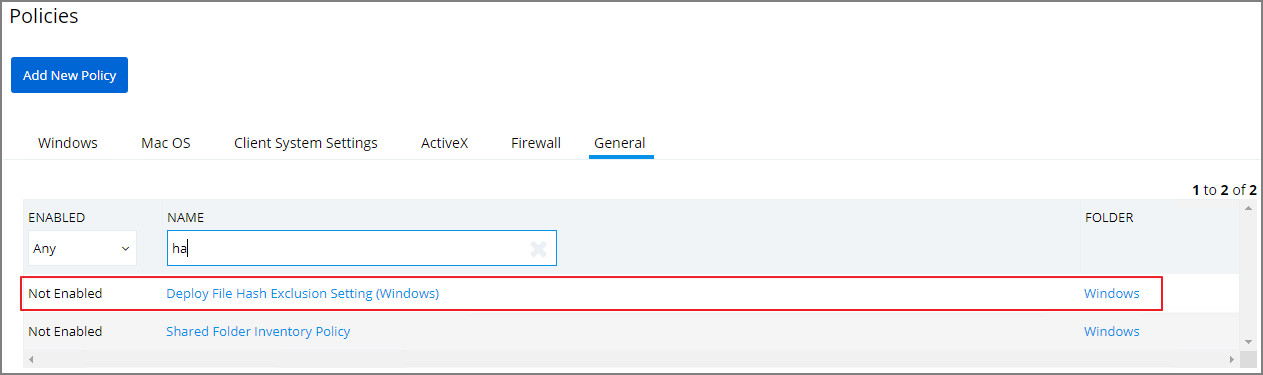 Policies
Add New Policy
Windows Mac OS Client System Settings ActiveX Firewall General
1 to 2 of 2
ENABLED NAME FOLDER
Any ha
Not Enabled Deploy File Hash Exclusion Setting (Windows) Windows
Not Enabled Shared Folder Inventory Policy Windows